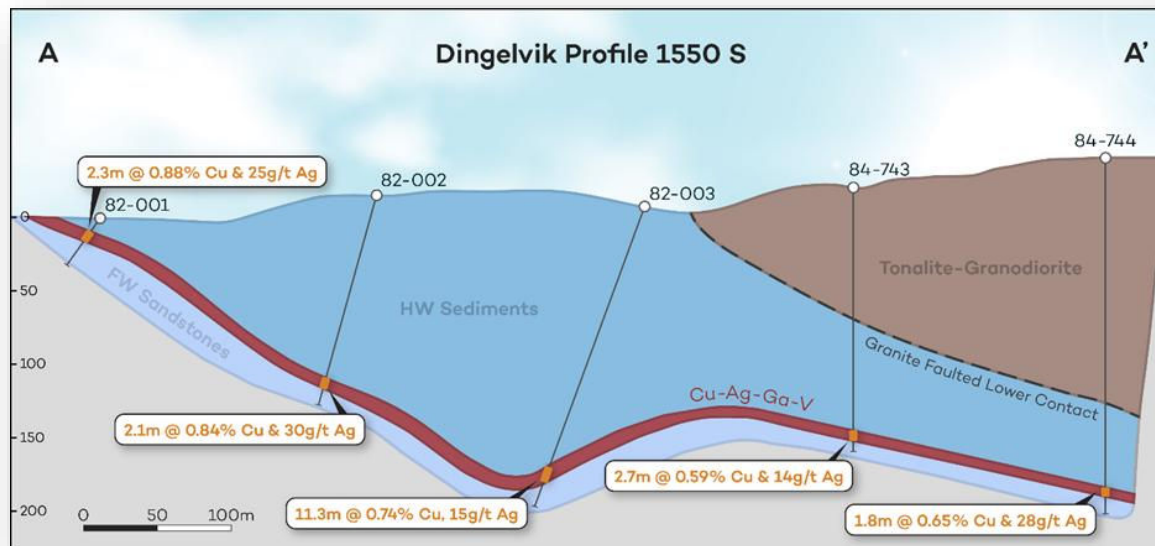 A
Dingelvik Profile 1550 S
A’
84-744
2.3m @ 0.88% Cu & 25g/t Ag
82-001
82-002
82-003
84-743
0
50
100
150
200
FW Sandstones
HW Sediments
Tonalite-Granodiorite
Granite Faulted Lower Contact
Cu-Ag-Ga-V
2.1m @ 0.84% Cu & 30g/t Ag
2.7m @ 0.59% Cu & 14g/t Ag
11.3m @ 0.74% Cu, 15g/t Ag
1.8m @ 0.65% Cu & 28g/t Ag
0 50 100m